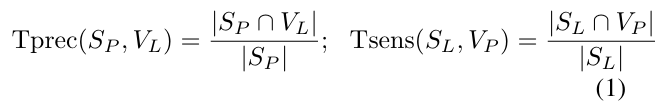 Tprec(S_P, V_L) = |S_P ∩ V_L| / |S_P| ; Tsens(S_L, V_P) = |S_L ∩ V_P| / |S_L|
(1)